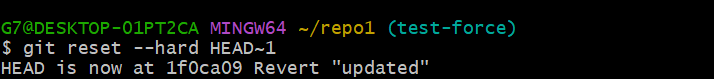 G7@DESKTOP-01PT2CA MINGW64 ~/repo1 (test-force)
$ git reset --hard HEAD~1
HEAD is now at 1f0ca09 Revert "updated"